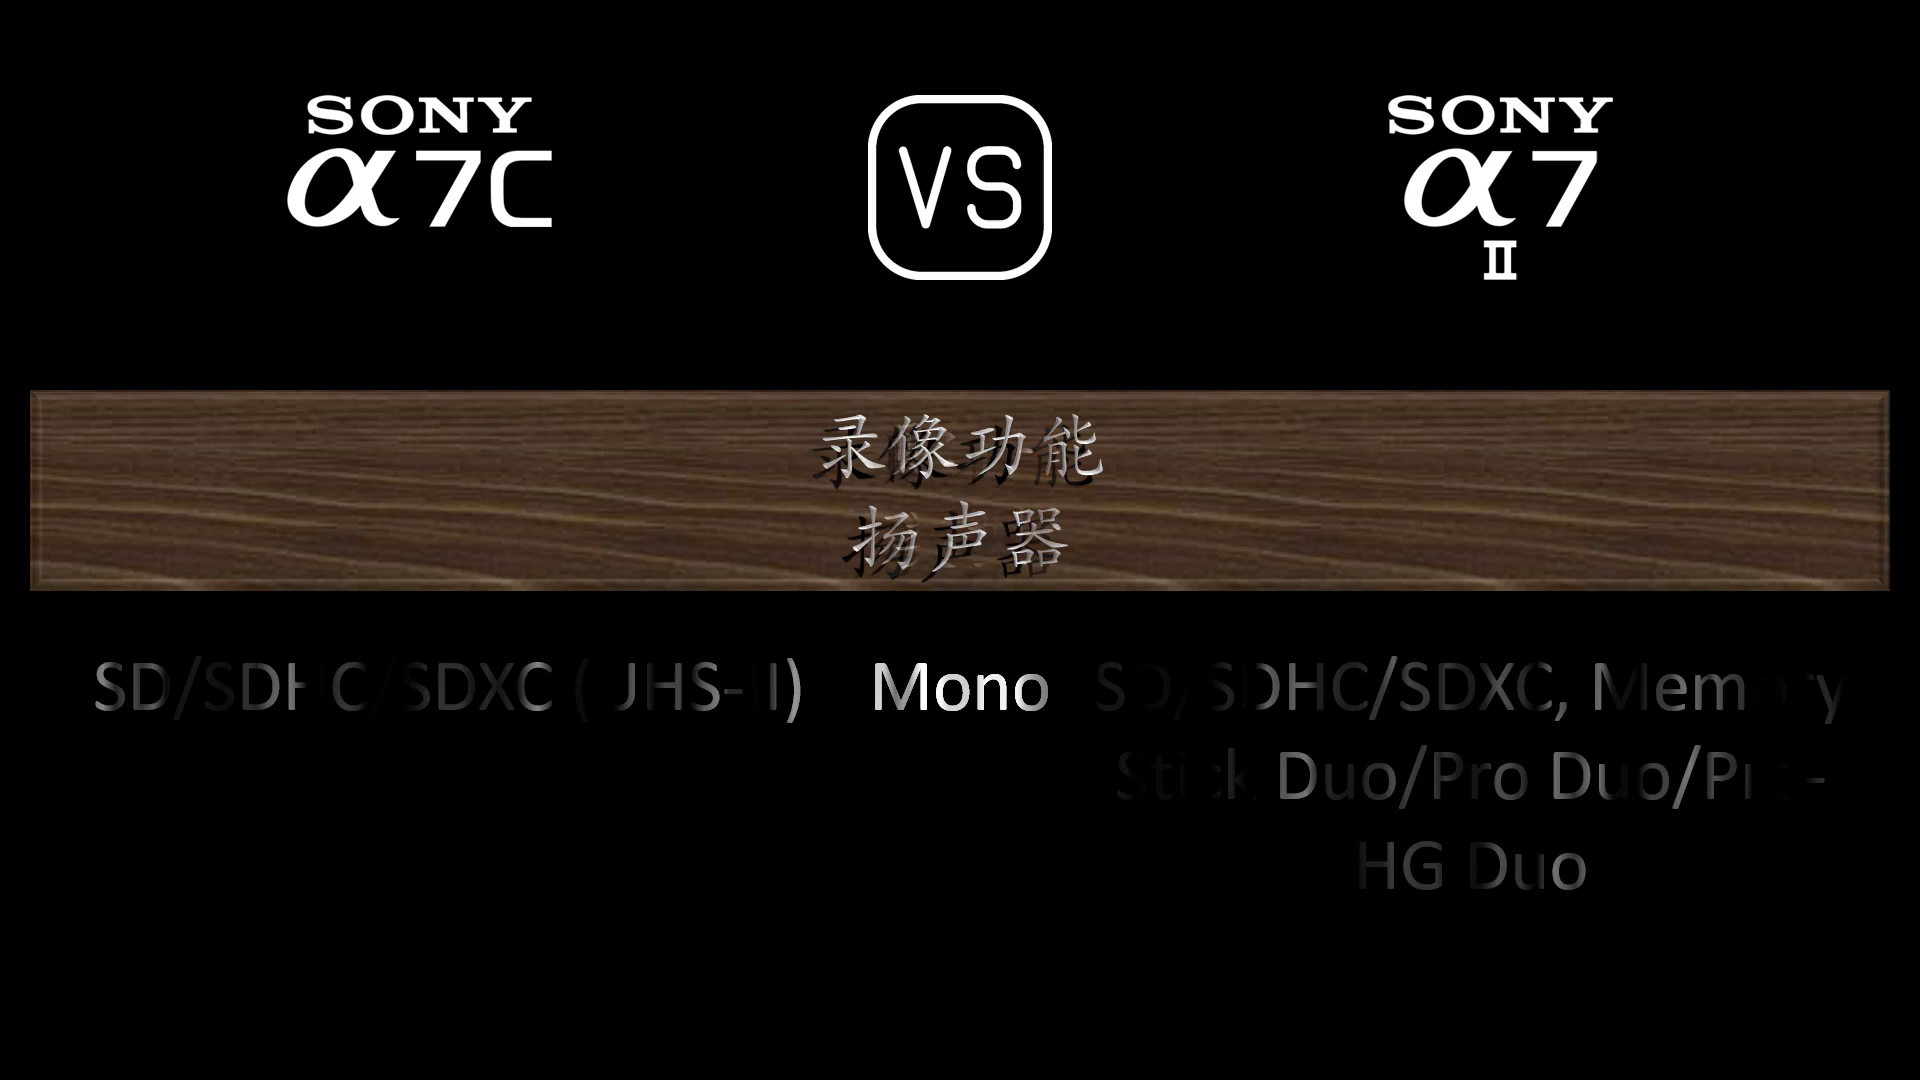 SONY
α7C
VS
SONY
α7
II
录像功能
扬声器
SD/SDHC/SDXC (UHS-II)
Mono
SD/SDHC/SDXC, Memory
Stick Duo/Pro Duo/Pro-
HG Duo